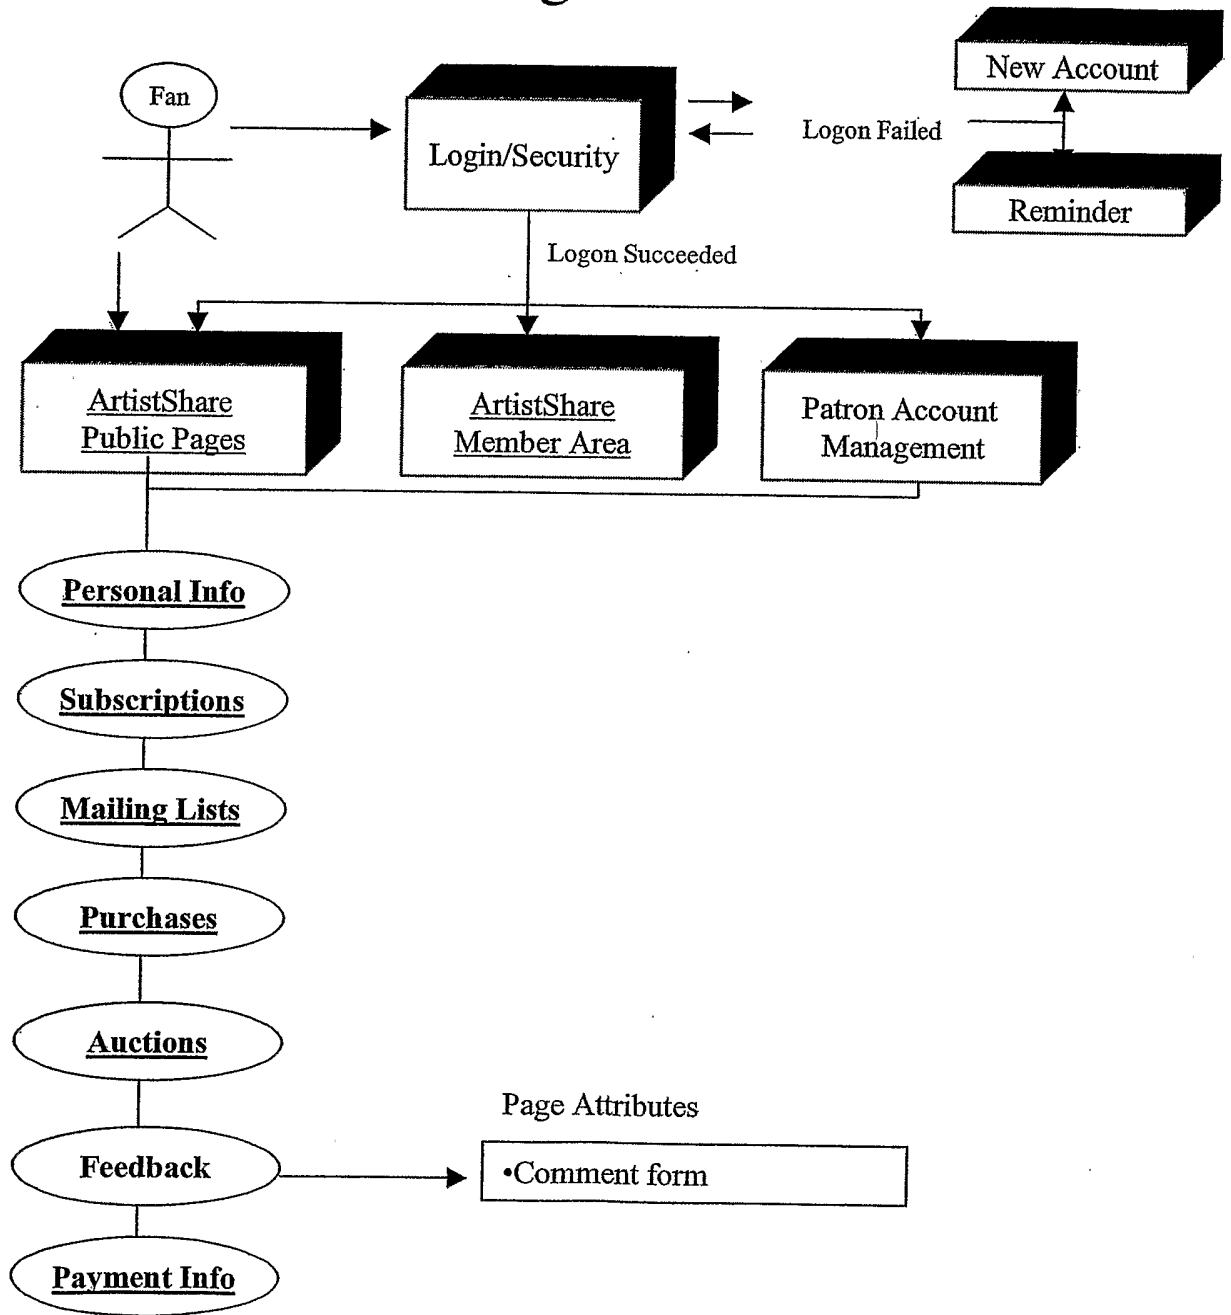 New Account
Fan
Logon Failed
Login/Security
Reminder
Logon Succeeded
ArtistShare
Public Pages
ArtistShare
Member Area
Patron Account
Management
Personal Info
Subscriptions
Mailing Lists
Purchases
Auctions
Page Attributes
Feedback
•Comment form
Payment Info